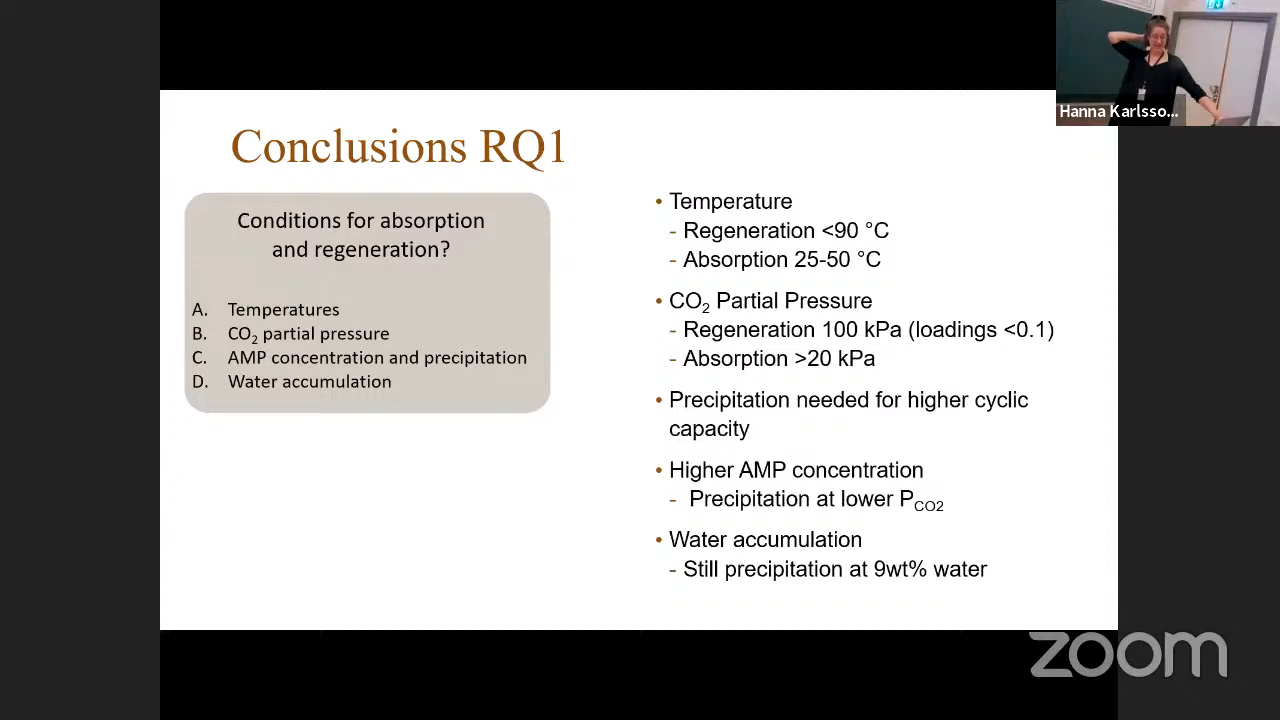 Conclusions RQ1
Conditions for absorption
and regeneration?
A. Temperatures
B. CO₂ partial pressure
C. AMP concentration and precipitation
D. Water accumulation
• Temperature
- Regeneration <90 °C
- Absorption 25-50 °C
• CO₂ Partial Pressure
- Regeneration 100 kPa (loadings <0.1)
- Absorption >20 kPa
• Precipitation needed for higher cyclic
capacity
• Higher AMP concentration
- Precipitation at lower P_CO2
• Water accumulation
- Still precipitation at 9wt% water
Hanna Karlsso...
zoom